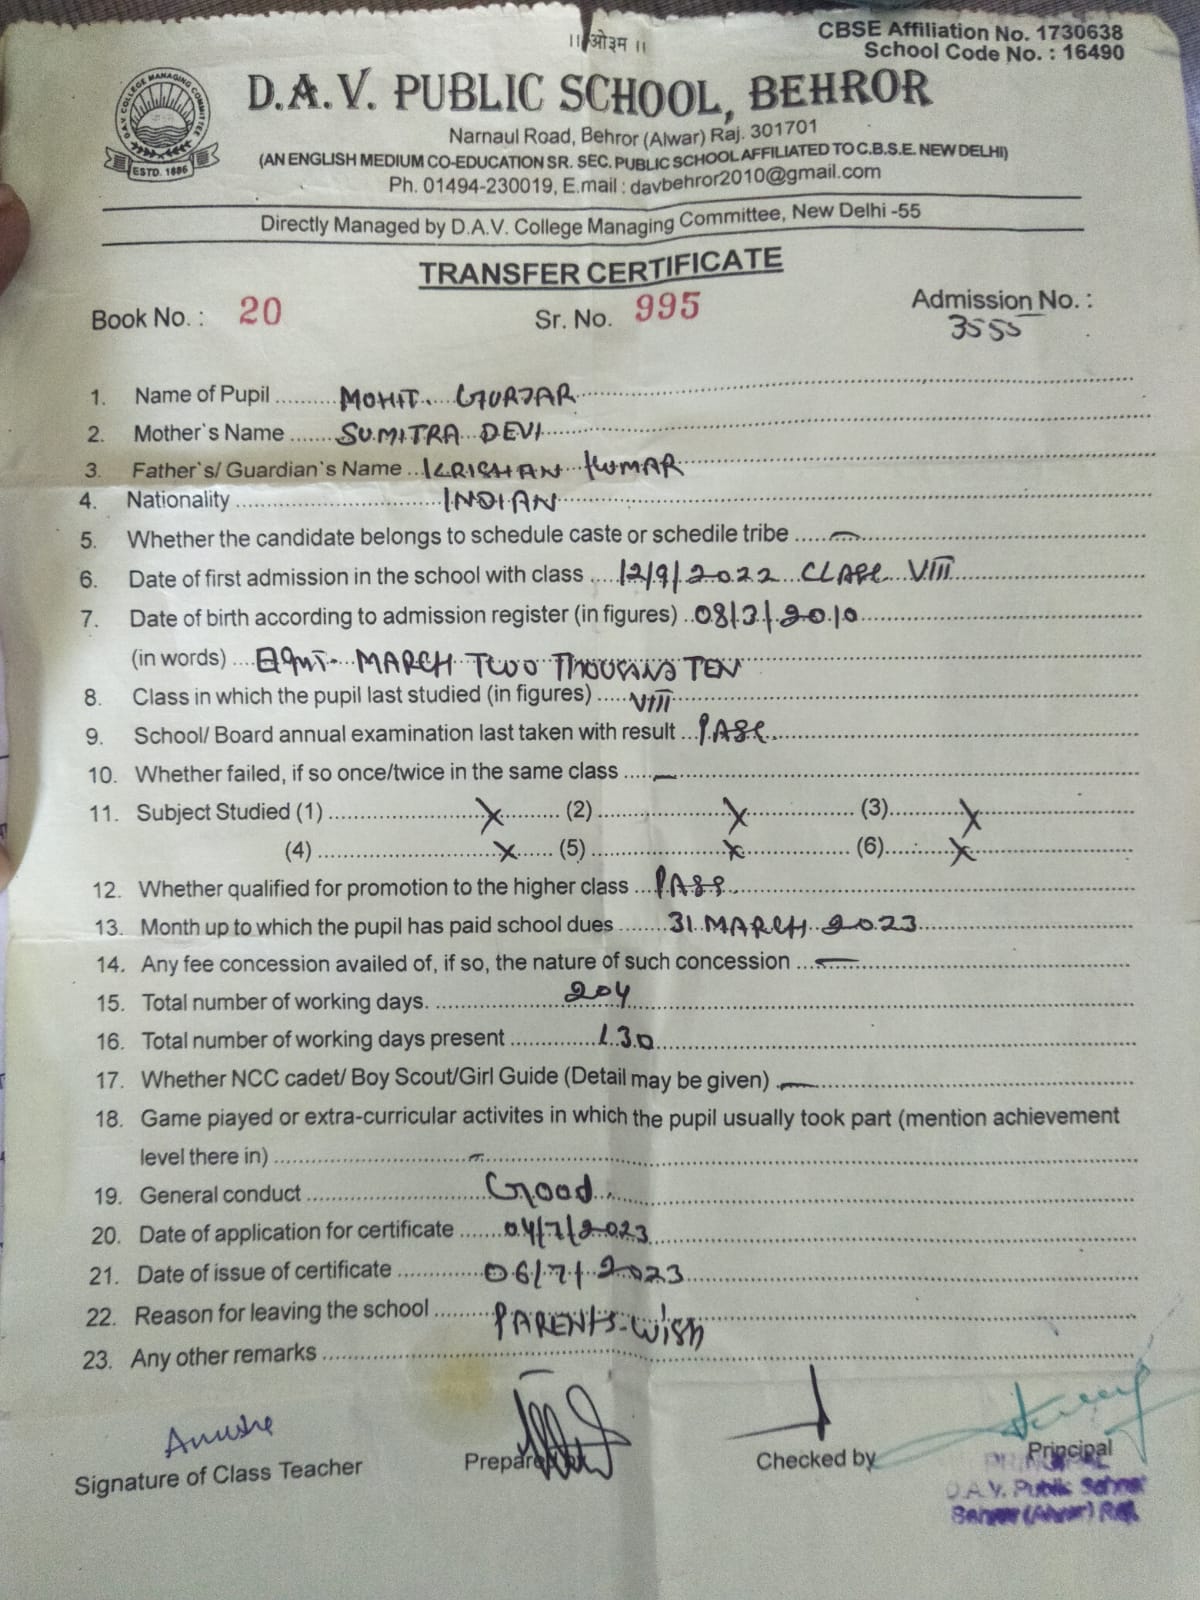 ।। ओ३म ।।
CBSE Affiliation No. 1730638
School Code No. : 16490
D.A.V. COLLEGE MANAGING COMMITTEE
ESTD. 1886
D.A.V. PUBLIC SCHOOL, BEHROR
Narnaul Road, Behror (Alwar) Raj. 301701
(AN ENGLISH MEDIUM CO-EDUCATION SR. SEC. PUBLIC SCHOOL AFFILIATED TO C.B.S.E. NEW DELHI)
Ph. 01494-230019, E.mail : davbehror2010@gmail.com
Directly Managed by D.A.V. College Managing Committee, New Delhi -55
TRANSFER CERTIFICATE
Book No. : 20 Sr. No. 995 Admission No. :
3555
1. Name of Pupil MOHIT GURJAR
2. Mother`s Name SUMITRA DEVI
3. Father`s/ Guardian`s Name KRISHAN KUMAR
4. Nationality INDIAN
5. Whether the candidate belongs to schedule caste or schedile tribe —
6. Date of first admission in the school with class 12/9/2022 CLASS VIII
7. Date of birth according to admission register (in figures) 08/3/2010
(in words) MARCH TWO THOUSAND TEN
8. Class in which the pupil last studied (in figures) VIII
9. School/ Board annual examination last taken with result PASS
10. Whether failed, if so once/twice in the same class —
11. Subject Studied (1) X (2) X (3) X
(4) X (5) X (6) X
12. Whether qualified for promotion to the higher class PASS
13. Month up to which the pupil has paid school dues 31 MARCH 2023
14. Any fee concession availed of, if so, the nature of such concession —
15. Total number of working days. 204
16. Total number of working days present 130
17. Whether NCC cadet/ Boy Scout/Girl Guide (Detail may be given) —
18. Game piayed or extra-curricular activites in which the pupil usually took part (mention achievement
level there in) —
19. General conduct Good
20. Date of application for certificate 04/7/2023
21. Date of issue of certificate 06/7/2023
22. Reason for leaving the school PARENTS WISH
23. Any other remarks
Signature of Class Teacher Prepared by Checked by Principal
PRINCIPAL
D.A.V. Public School
Behror (Alwar) Raj.